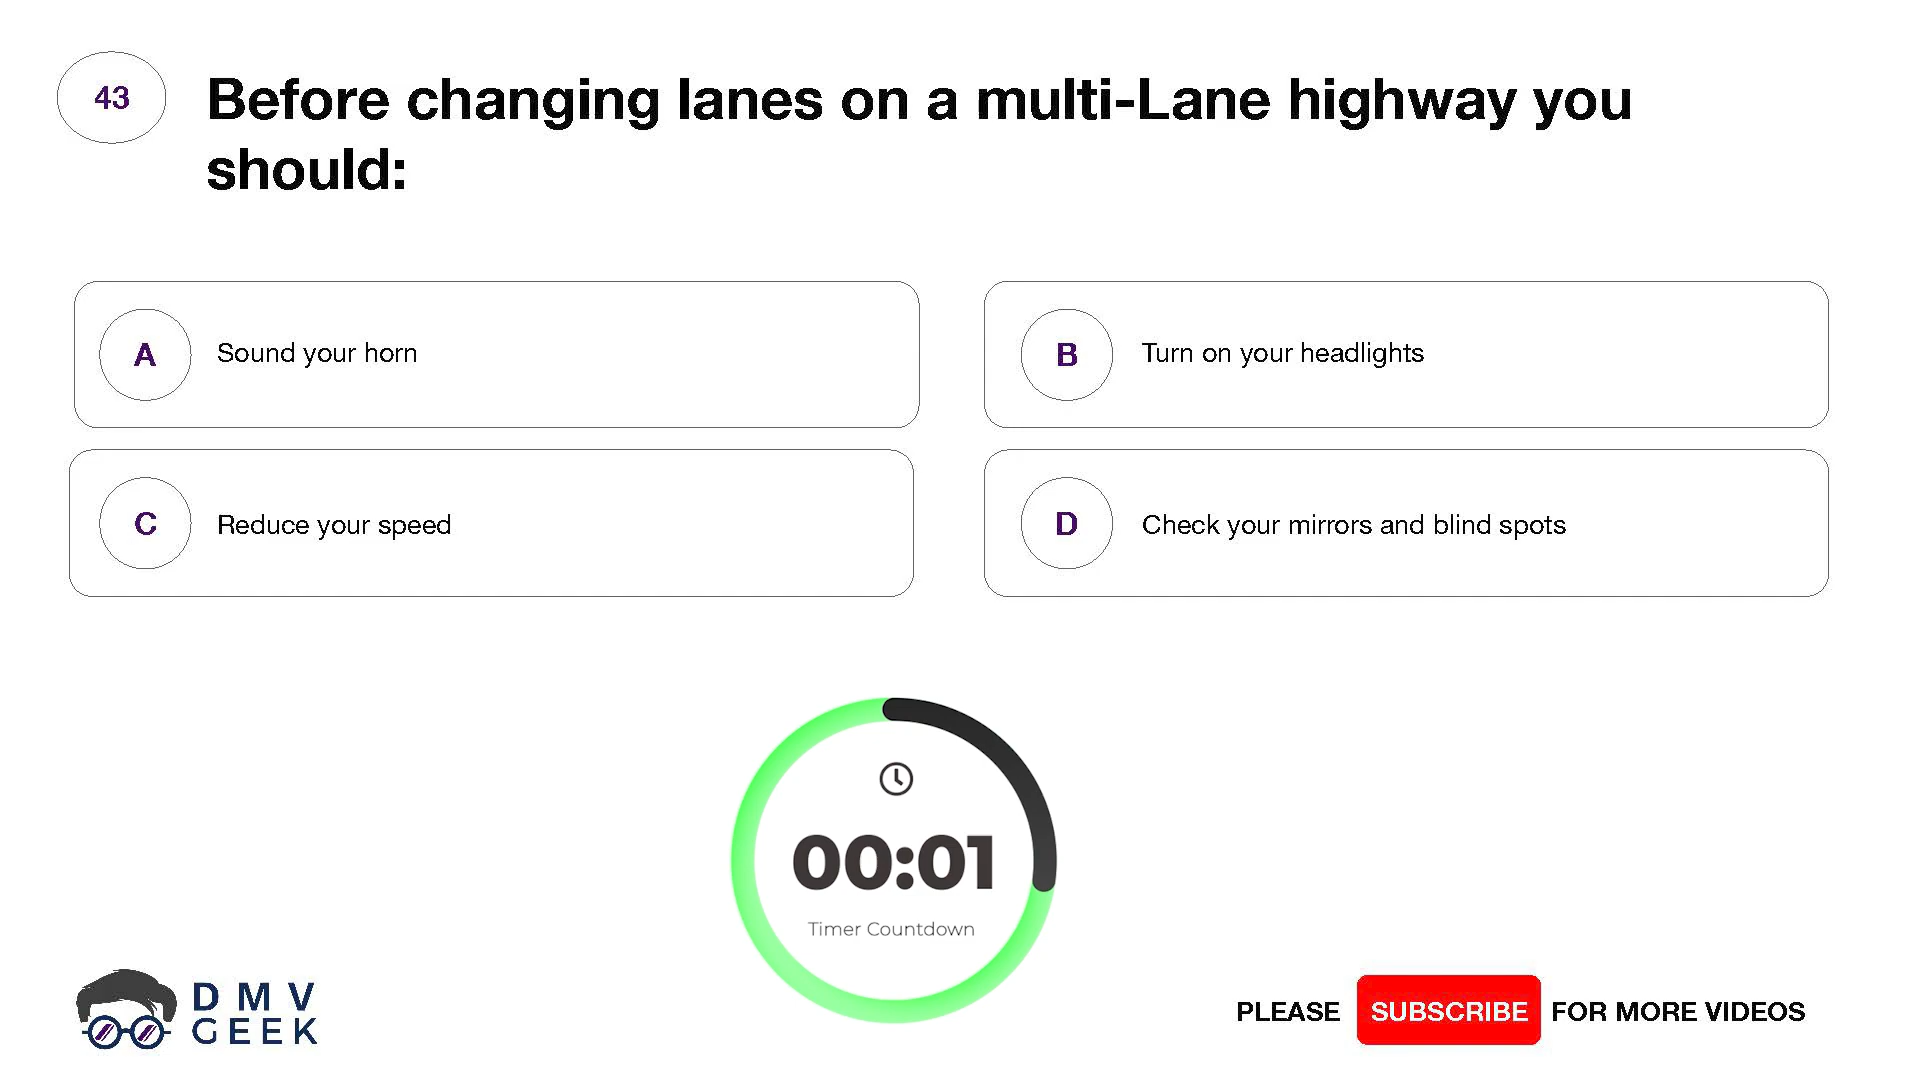 43
Before changing lanes on a multi-Lane highway you
should:
A
Sound your horn
B
Turn on your headlights
C
Reduce your speed
D
Check your mirrors and blind spots
00:01
Timer Countdown
DMV
GEEK
PLEASE SUBSCRIBE FOR MORE VIDEOS